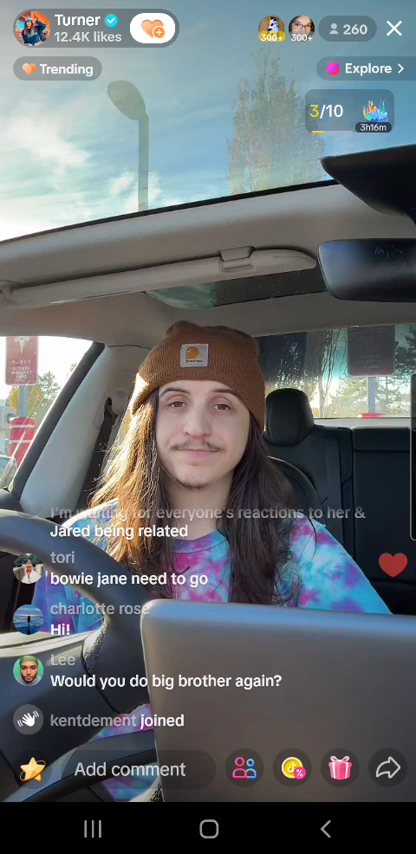 Turner
12.4K likes
300+
300+
260
Trending
Explore >
3/10
3h16m
I'm waiting for everyone's reactions to her &
Jared being related
tori
bowie jane need to go
charlotte rose
Hi!
Lee
Would you do big brother again?
kentdement joined
Add comment